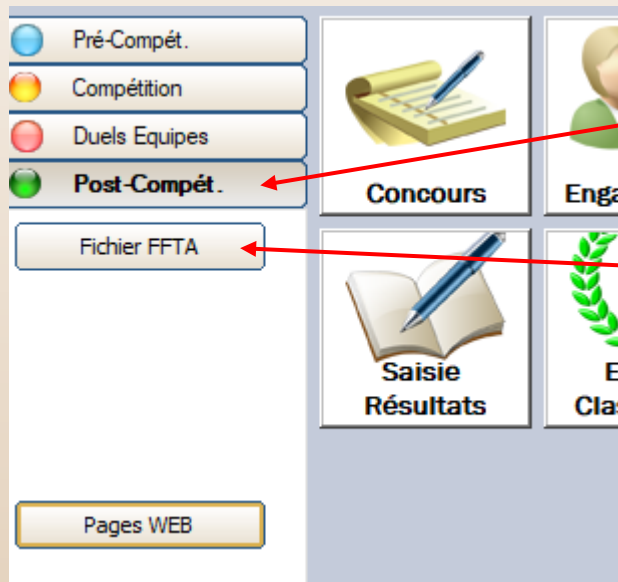 Pré-Compét.
Compétition
Duels Equipes
Post-Compét.
Fichier FFTA
Pages WEB
Concours
Saisie
Résultats